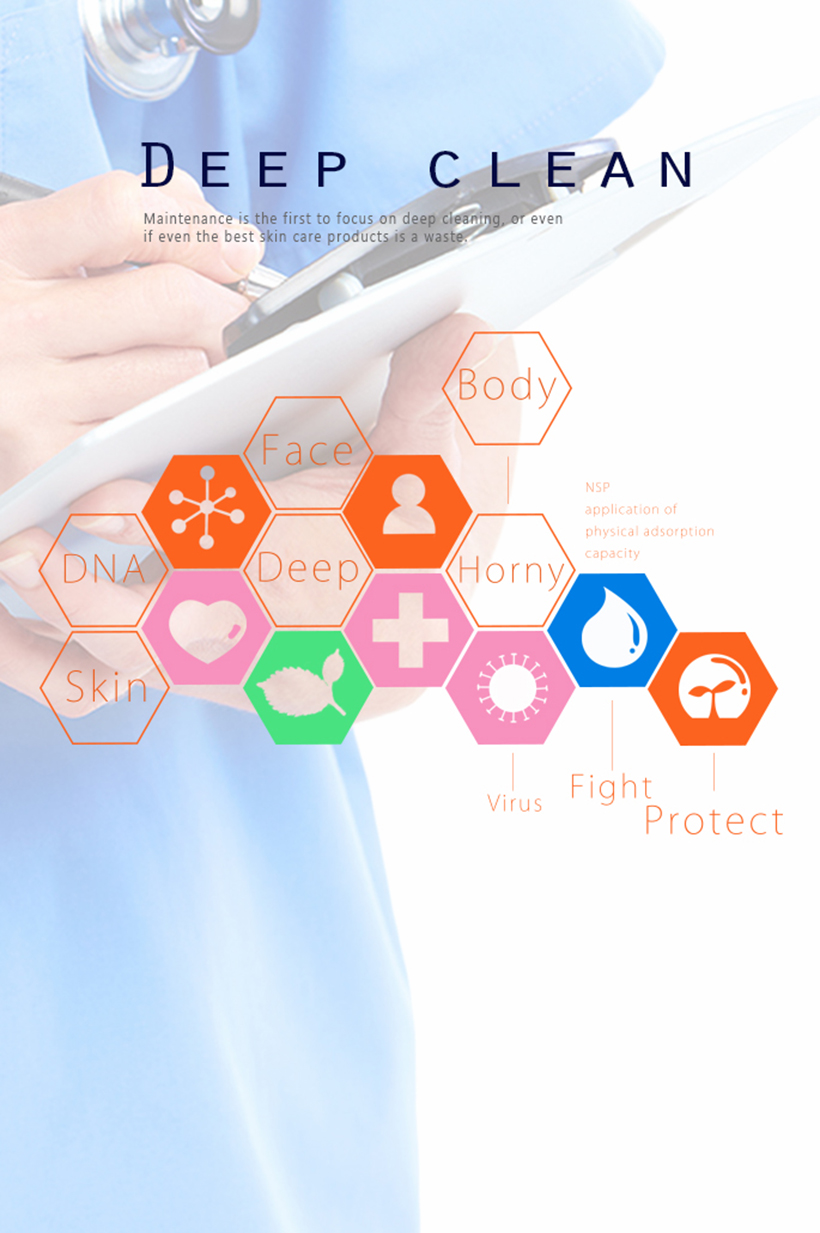 DEEP CLEAN
Maintenance is the first to focus on deep cleaning, or even
if even the best skin care products is a waste.
Body
Face
NSP
application of
physical adsorption
capacity
DNA
Deep
Horny
Skin
Virus
Fight
Protect